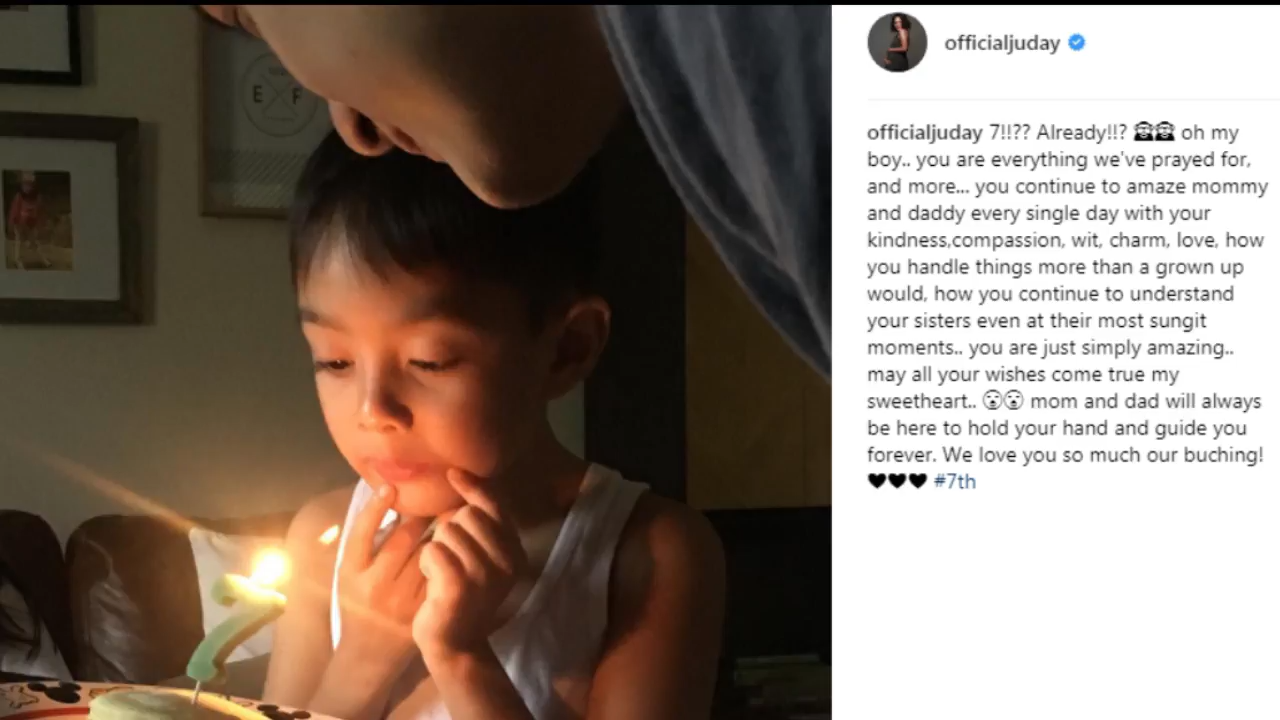 E F
officialjuday
officialjuday 7!!?? Already!!? 🙈🙈 oh my
boy.. you are everything we've prayed for,
and more... you continue to amaze mommy
and daddy every single day with your
kindness,compassion, wit, charm, love, how
you handle things more than a grown up
would, how you continue to understand
your sisters even at their most sungit
moments.. you are just simply amazing..
may all your wishes come true my
sweetheart.. 😮😮 mom and dad will always
be here to hold your hand and guide you
forever. We love you so much our buching!
♥♥♥ #7th